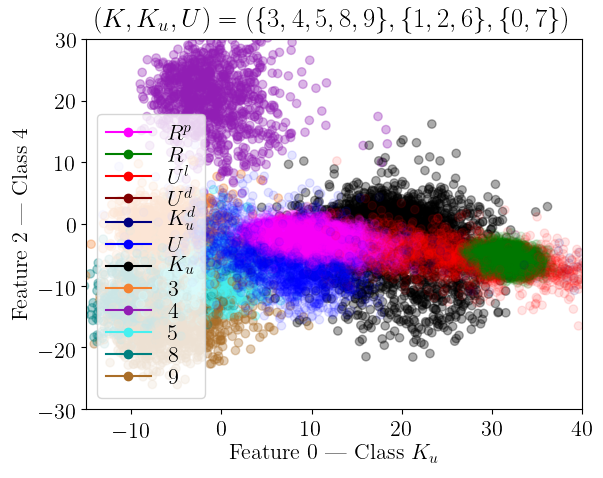 (K, K_u, U) = ({3, 4, 5, 8, 9}, {1, 2, 6}, {0, 7})
30
20
10
0
−10
−20
−30
Feature 2 — Class 4
R^p
R
U^l
U^d
K_u^d
U
K_u
3
4
5
8
9
−10
0
10
20
30
40
Feature 0 — Class K_u